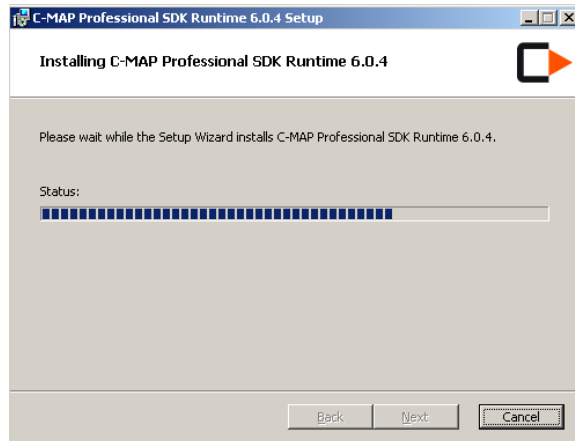 C-MAP Professional SDK Runtime 6.0.4 Setup
Installing C-MAP Professional SDK Runtime 6.0.4
Please wait while the Setup Wizard installs C-MAP Professional SDK Runtime 6.0.4.
Status:
Back Next Cancel